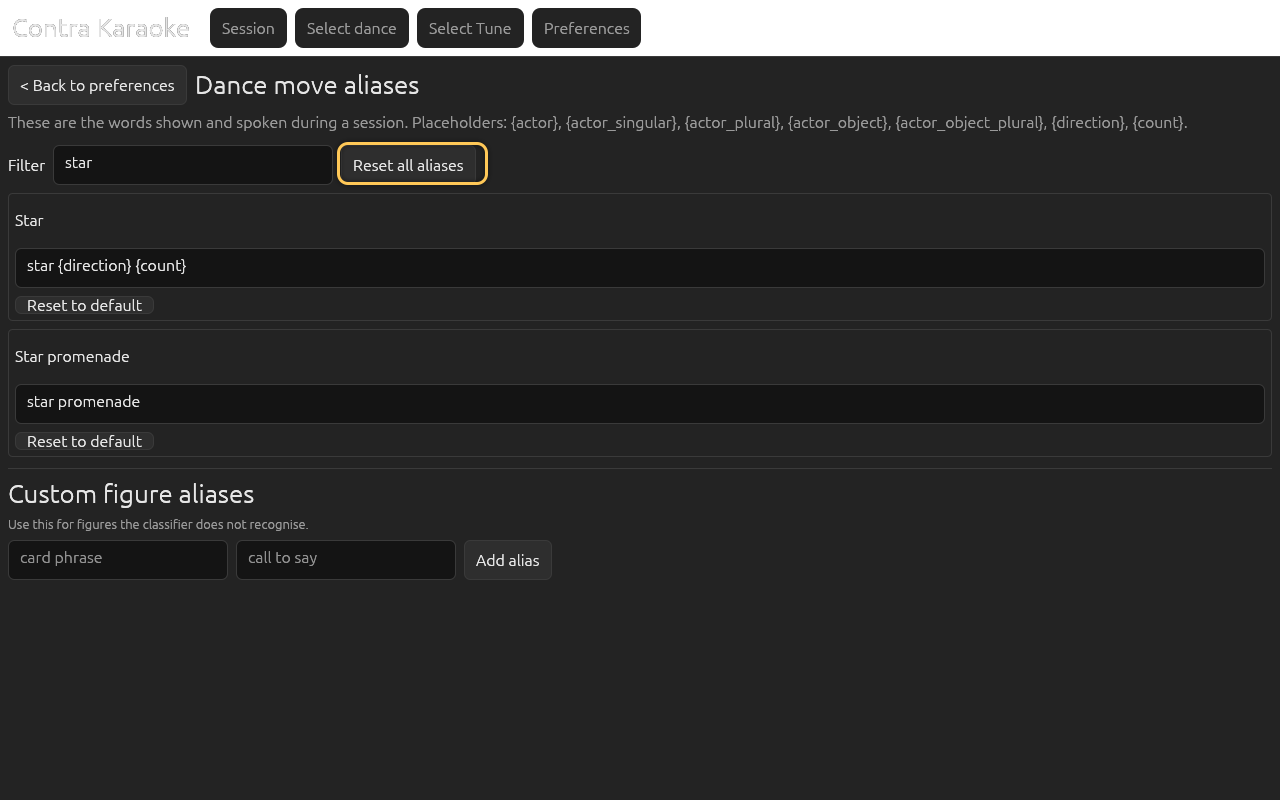 Contra Karaoke
Session
Select dance
Select Tune
Preferences
< Back to preferences
Dance move aliases
These are the words shown and spoken during a session. Placeholders: {actor}, {actor_singular}, {actor_plural}, {actor_object}, {actor_object_plural}, {direction}, {count}.
Filter
star
Reset all aliases
Star
star {direction} {count}
Reset to default
Star promenade
star promenade
Reset to default
Custom figure aliases
Use this for figures the classifier does not recognise.
card phrase
call to say
Add alias